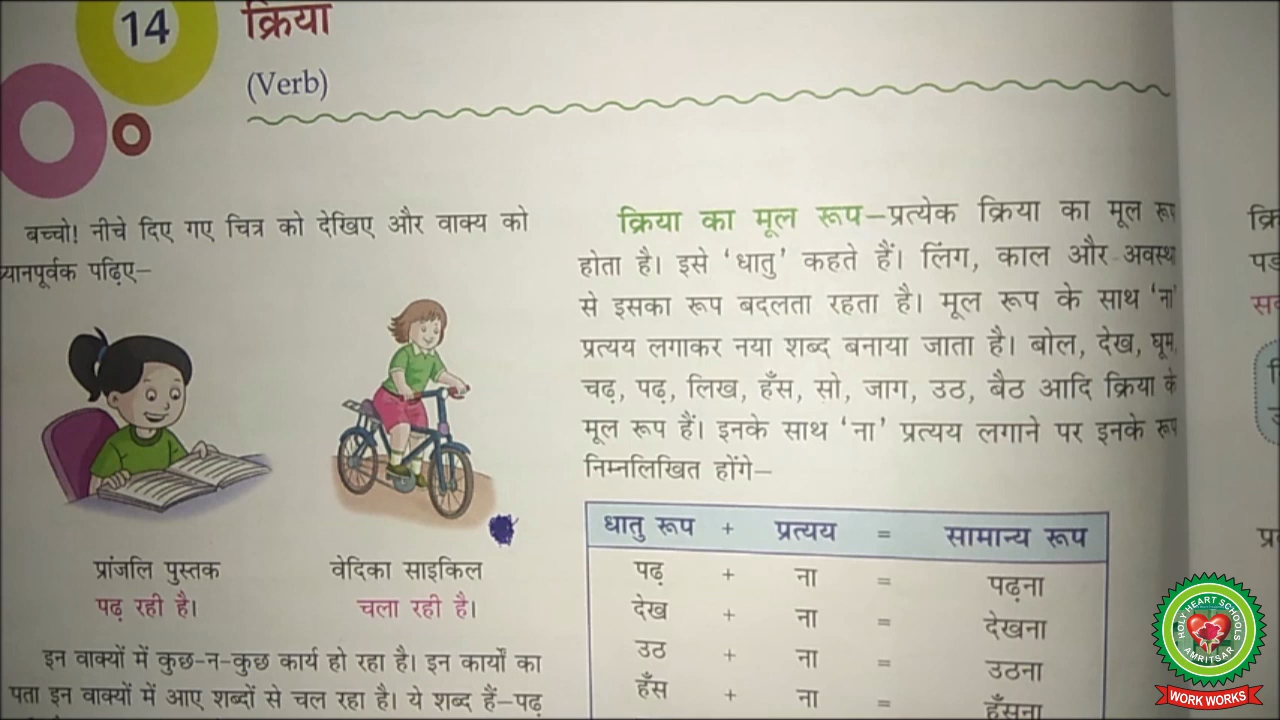 14
क्रिया
(Verb)
बच्चो! नीचे दिए गए चित्र को देखिए और वाक्य को
ध्यानपूर्वक पढ़िए–
प्रांजलि पुस्तक
पढ़ रही है।
वेदिका साइकिल
चला रही है।
इन वाक्यों में कुछ-न-कुछ कार्य हो रहा है। इन कार्यों का
पता इन वाक्यों में आए शब्दों से चल रहा है। ये शब्द हैं–पढ़
क्रिया का मूल रूप–प्रत्येक क्रिया का मूल रूप
होता है। इसे 'धातु' कहते हैं। लिंग, काल और अवस्था
से इसका रूप बदलता रहता है। मूल रूप के साथ 'ना'
प्रत्यय लगाकर नया शब्द बनाया जाता है। बोल, देख, घूम,
चढ़, पढ़, लिख, हँस, सो, जाग, उठ, बैठ आदि क्रिया के
मूल रूप हैं। इनके साथ 'ना' प्रत्यय लगाने पर इनके रूप
निम्नलिखित होंगे–
धातु रूप + प्रत्यय = सामान्य रूप
पढ़ + ना = पढ़ना
देख + ना = देखना
उठ + ना = उठना
हँस + ना = हँसना
HOLY HEART SCHOOLS
AMRITSAR
WORK WORKS